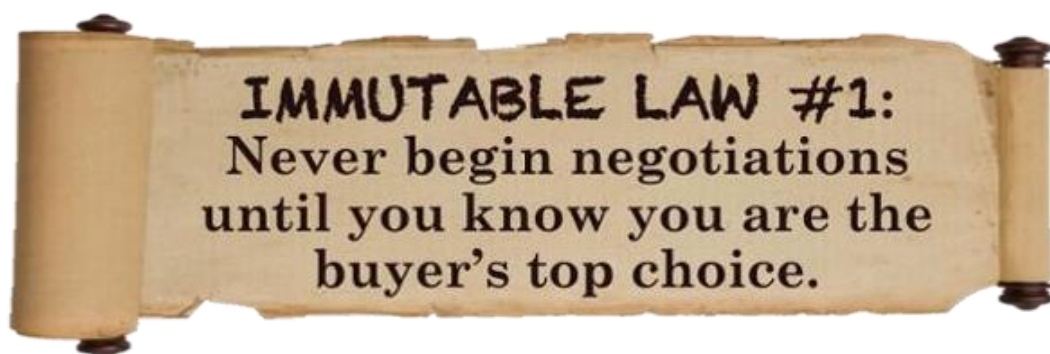 IMMUTABLE LAW #1:
Never begin negotiations
until you know you are the
buyer's top choice.